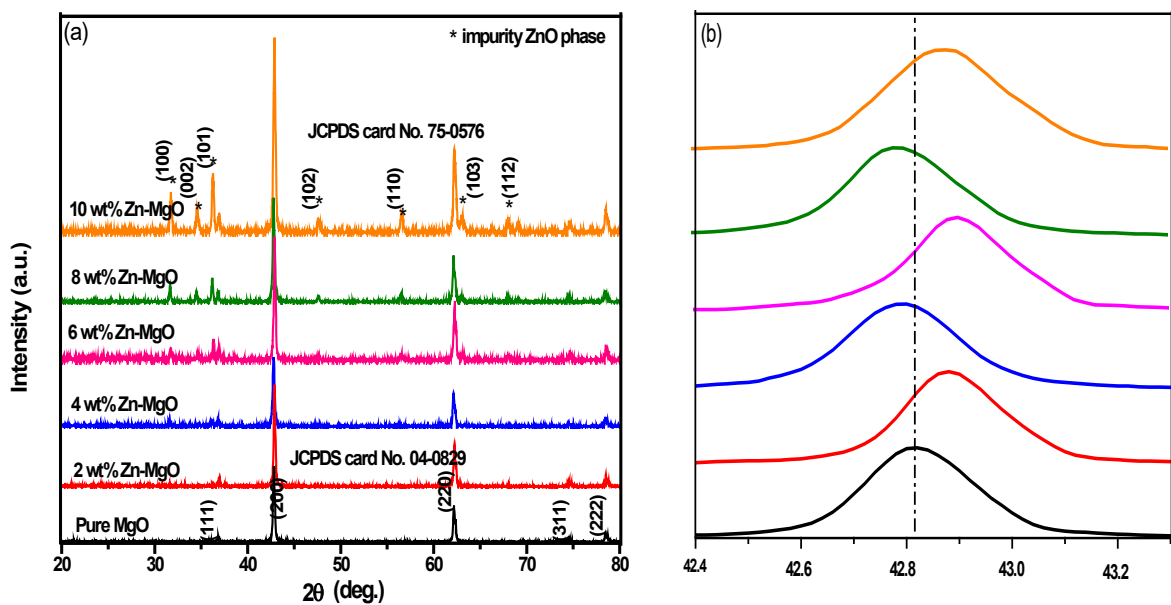 (a)
* impurity ZnO phase
JCPDS card No. 75-0576
(100)
*
(002)
*
(101)
*
(102)
*
(110)
*
*
(103)
(112)
*
10 wt% Zn-MgO
8 wt% Zn-MgO
6 wt% Zn-MgO
4 wt% Zn-MgO
2 wt% Zn-MgO
JCPDS card No. 04-0829
Pure MgO
(111)
(200)
(220)
(311)
(222)
Intensity (a.u.)
20 30 40 50 60 70 80
2θ (deg.)
(b)
42.4 42.6 42.8 43.0 43.2